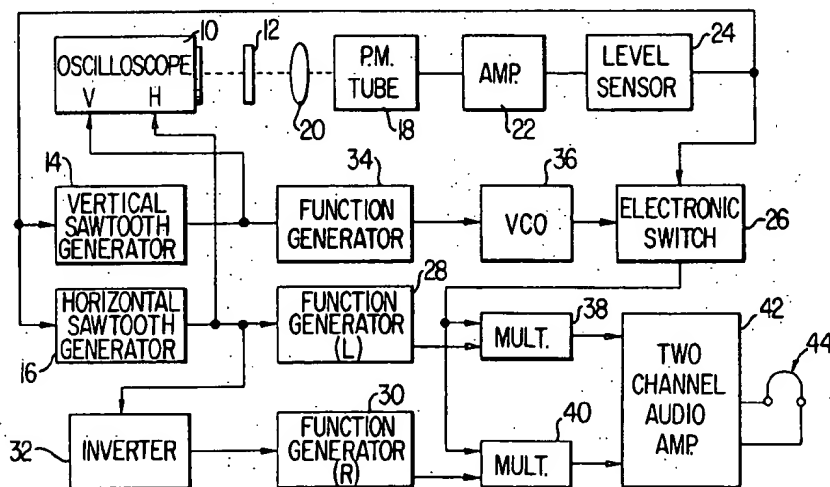 10
12
24
OSCILLOSCOPE
V H
P.M.
TUBE
18
AMP.
22
LEVEL
SENSOR
20
14
VERTICAL
SAWTOOTH
GENERATOR
34
FUNCTION
GENERATOR
36
VCO
ELECTRONIC
SWITCH
26
HORIZONTAL
SAWTOOTH
GENERATOR
16
28
FUNCTION
GENERATOR
(L)
38
MULT.
42
TWO
CHANNEL
AUDIO
AMP.
44
32
INVERTER
30
FUNCTION
GENERATOR
(R)
40
MULT.